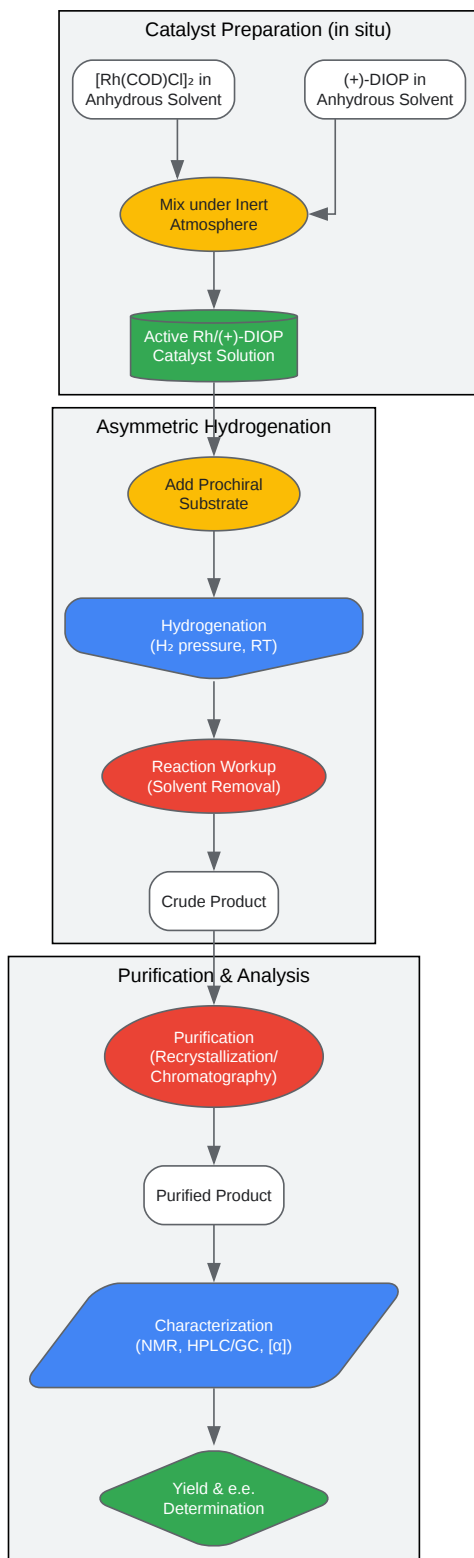 Catalyst Preparation (in situ)
[Rh(COD)Cl]₂ in
Anhydrous Solvent
(+)-DIOP in
Anhydrous Solvent
Mix under Inert
Atmosphere
Active Rh/(+)-DIOP
Catalyst Solution
Asymmetric Hydrogenation
Add Prochiral
Substrate
Hydrogenation
(H₂ pressure, RT)
Reaction Workup
(Solvent Removal)
Crude Product
Purification & Analysis
Purification
(Recrystallization/
Chromatography)
Purified Product
Characterization
(NMR, HPLC/GC, [α])
Yield & e.e.
Determination